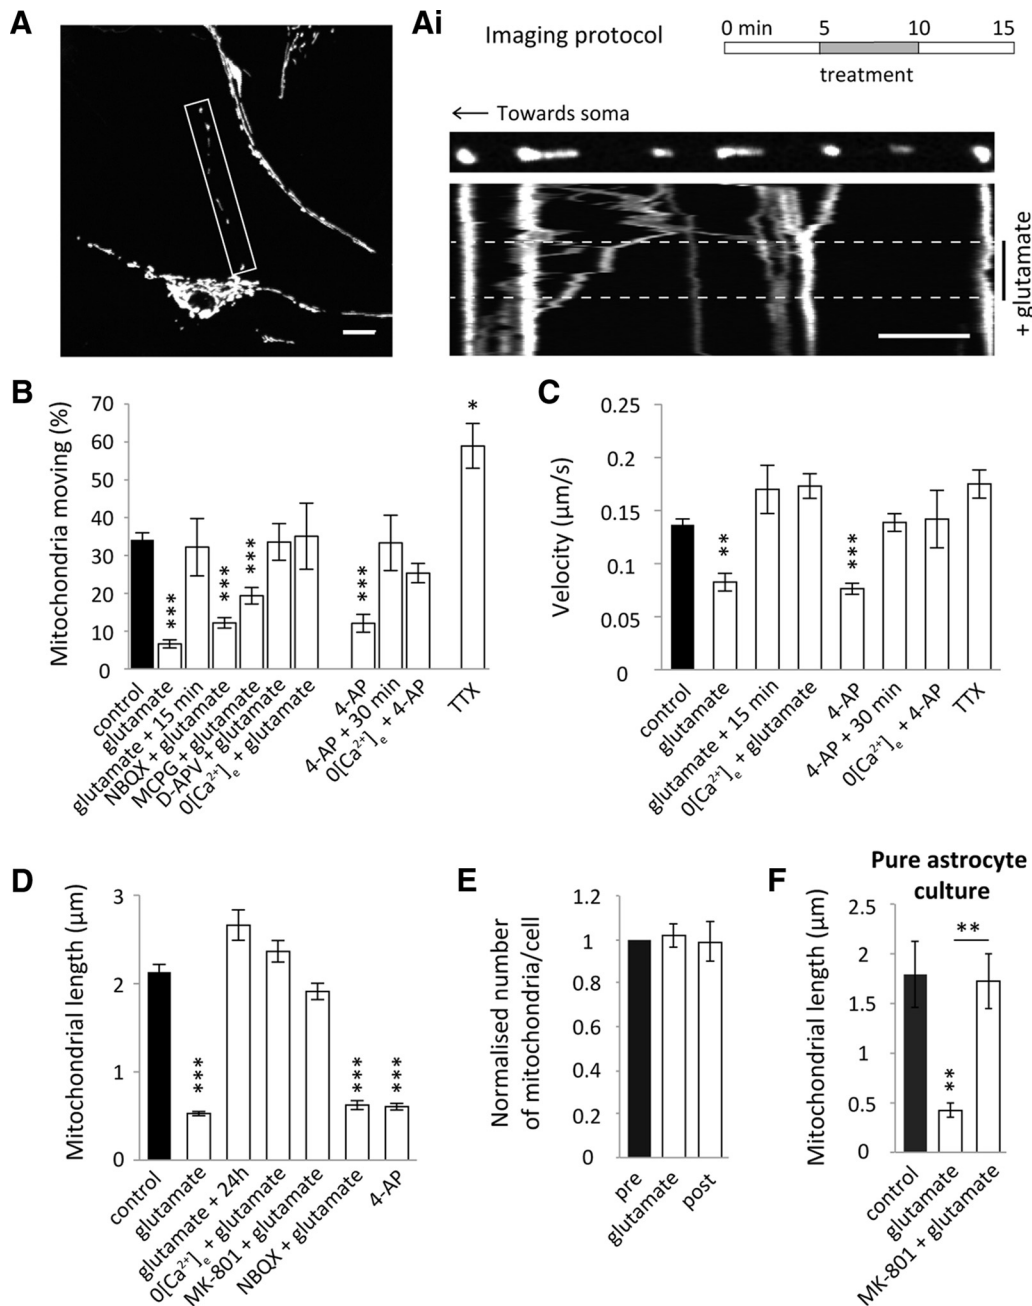 A
Ai
Imaging protocol
0 min 5 10 15
treatment
← Towards soma
+ glutamate
B
Mitochondria moving (%)
70
60
50
40
30
20
10
0
***
***
***
***
*
control
glutamate
glutamate + 15 min
NBQX + glutamate
MCPG + glutamate
D-APV + glutamate
0[Ca²⁺]ₑ + glutamate
4-AP
4-AP + 30 min
0[Ca²⁺]ₑ + 4-AP
TTX
C
Velocity (µm/s)
0.25
0.2
0.15
0.1
0.05
0
**
***
control
glutamate
glutamate + 15 min
0[Ca²⁺]ₑ + glutamate
4-AP
4-AP + 30 min
0[Ca²⁺]ₑ + 4-AP
TTX
D
Mitochondrial length (µm)
3
2
1
0
***
***
***
control
glutamate
glutamate + 24h
0[Ca²⁺]ₑ + glutamate
MK-801 + glutamate
NBQX + glutamate
4-AP
E
Normalised number
of mitochondria/cell
1.2
1
0.8
0.6
0.4
0.2
0
pre
glutamate
post
F
Pure astrocyte
culture
Mitochondrial length (µm)
2.5
2
1.5
1
0.5
0
**
**
control
glutamate
MK-801 + glutamate